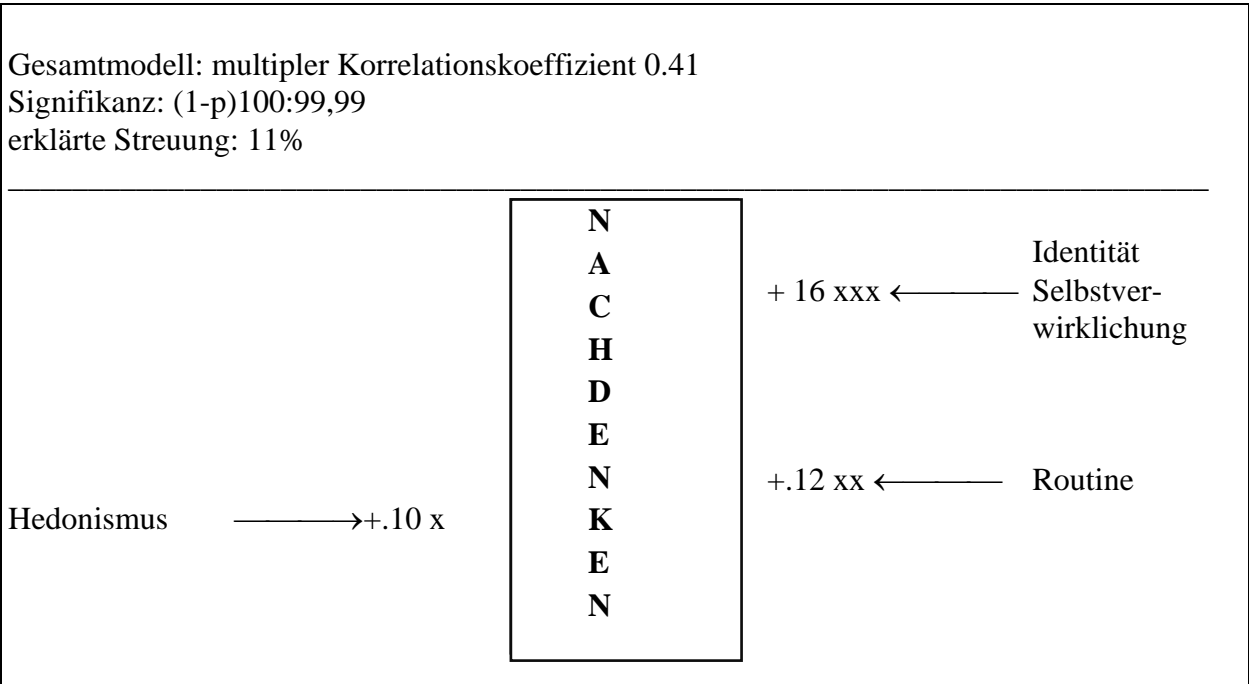 Gesamtmodell: multipler Korrelationskoeffizient 0.41
Signifikanz: (1-p)100:99,99
erklärte Streuung: 11%
N
A
C
H
D
E
N
K
E
N
+ 16 xxx ← Identität
Selbstver-
wirklichung
+.12 xx ← Routine
Hedonismus →+.10 x